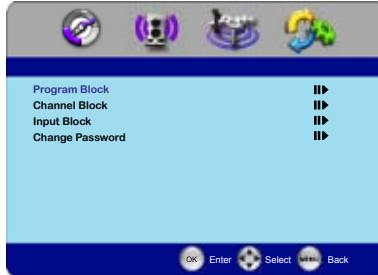 Program Block
Channel Block
Input Block
Change Password
OK Enter Select MENU Back